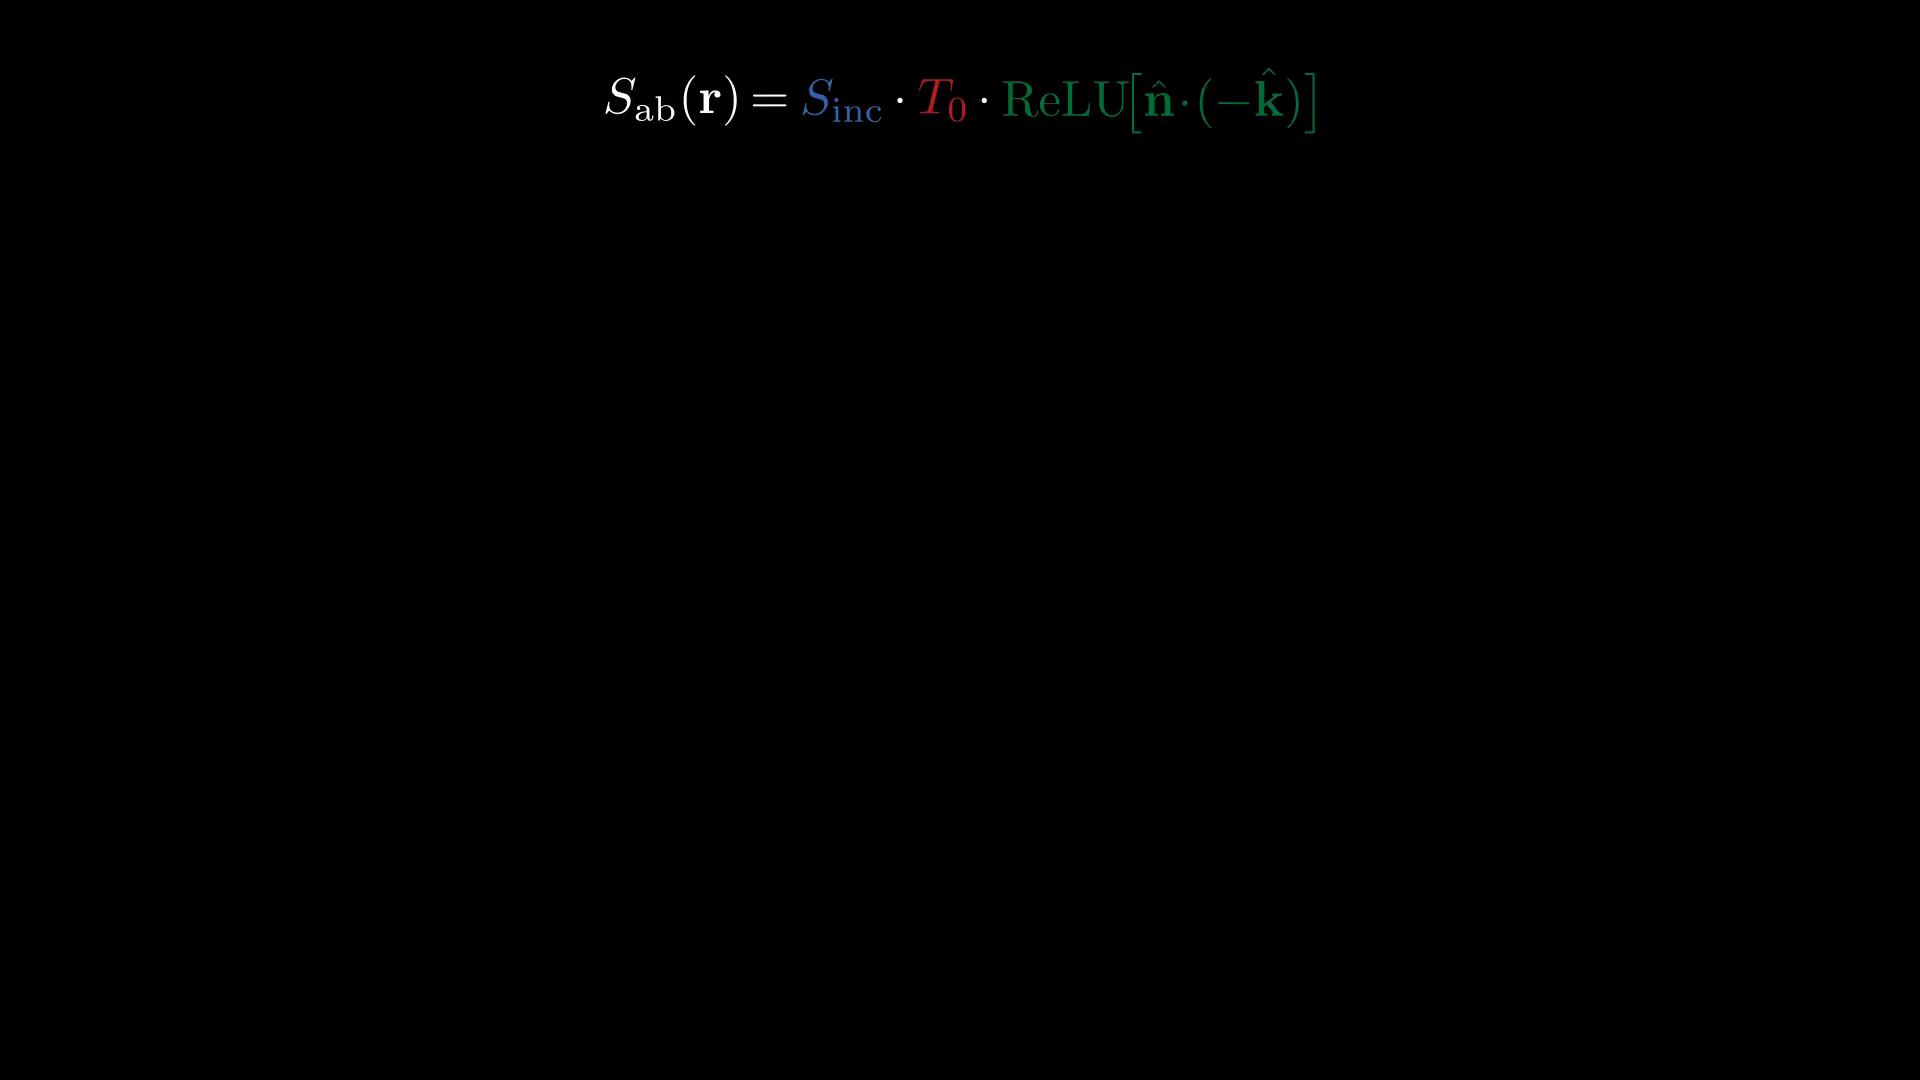 S_ab(𝐫) = S_inc · T_0 · ReLU[n̂·(−k̂)]